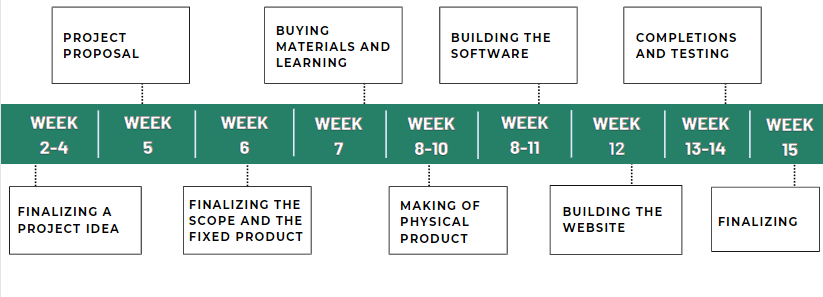 PROJECT
PROPOSAL
BUYING
MATERIALS AND
LEARNING
BUILDING THE
SOFTWARE
COMPLETIONS
AND TESTING
WEEK
2-4
WEEK
5
WEEK
6
WEEK
7
WEEK
8-10
WEEK
8-11
WEEK
12
WEEK
13-14
WEEK
15
FINALIZING A
PROJECT IDEA
FINALIZING THE
SCOPE AND THE
FIXED PRODUCT
MAKING OF
PHYSICAL
PRODUCT
BUILDING THE
WEBSITE
FINALIZING